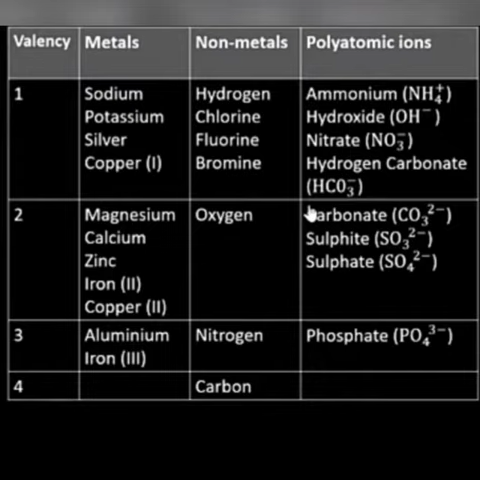 Valency Metals Non-metals Polyatomic ions
1 Sodium Hydrogen Ammonium (NH₄⁺)
Potassium Chlorine Hydroxide (OH⁻)
Silver Fluorine Nitrate (NO₃⁻)
Copper (I) Bromine Hydrogen Carbonate
(HCO₃⁻)
2 Magnesium Oxygen Carbonate (CO₃²⁻)
Calcium Sulphite (SO₃²⁻)
Zinc Sulphate (SO₄²⁻)
Iron (II)
Copper (II)
3 Aluminium Nitrogen Phosphate (PO₄³⁻)
Iron (III)
4 Carbon